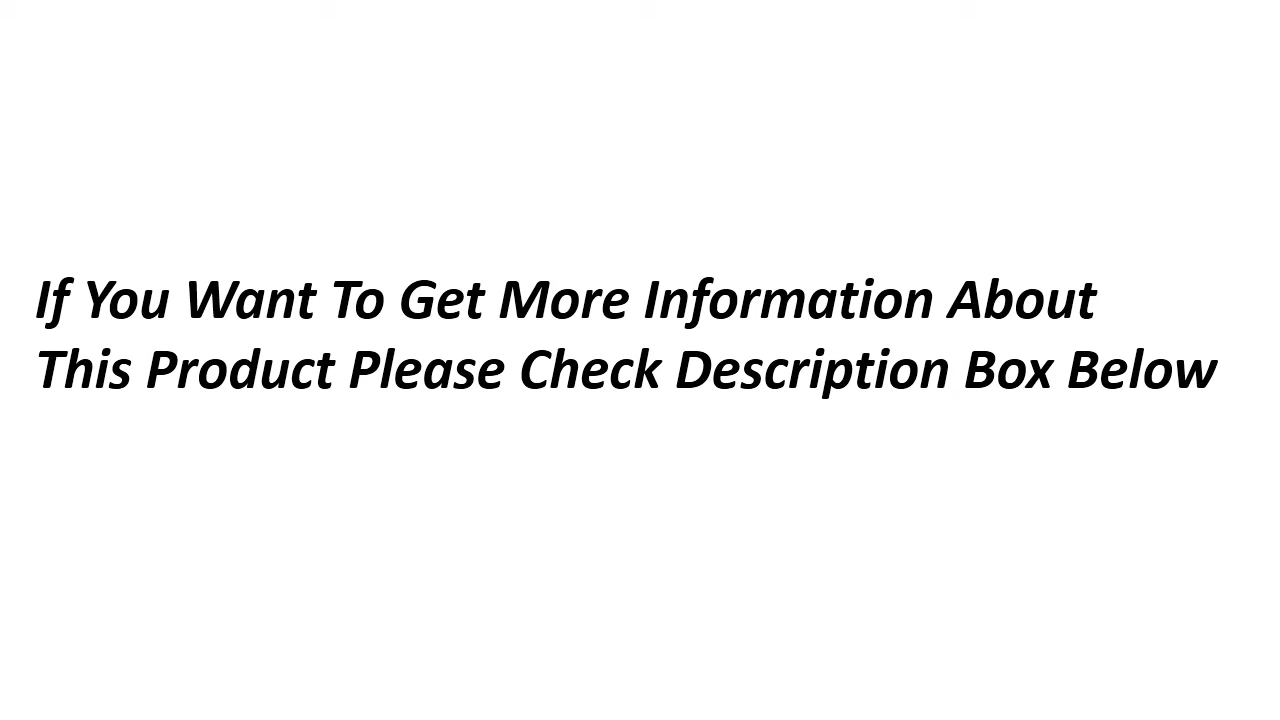 If You Want To Get More Information About
This Product Please Check Description Box Below